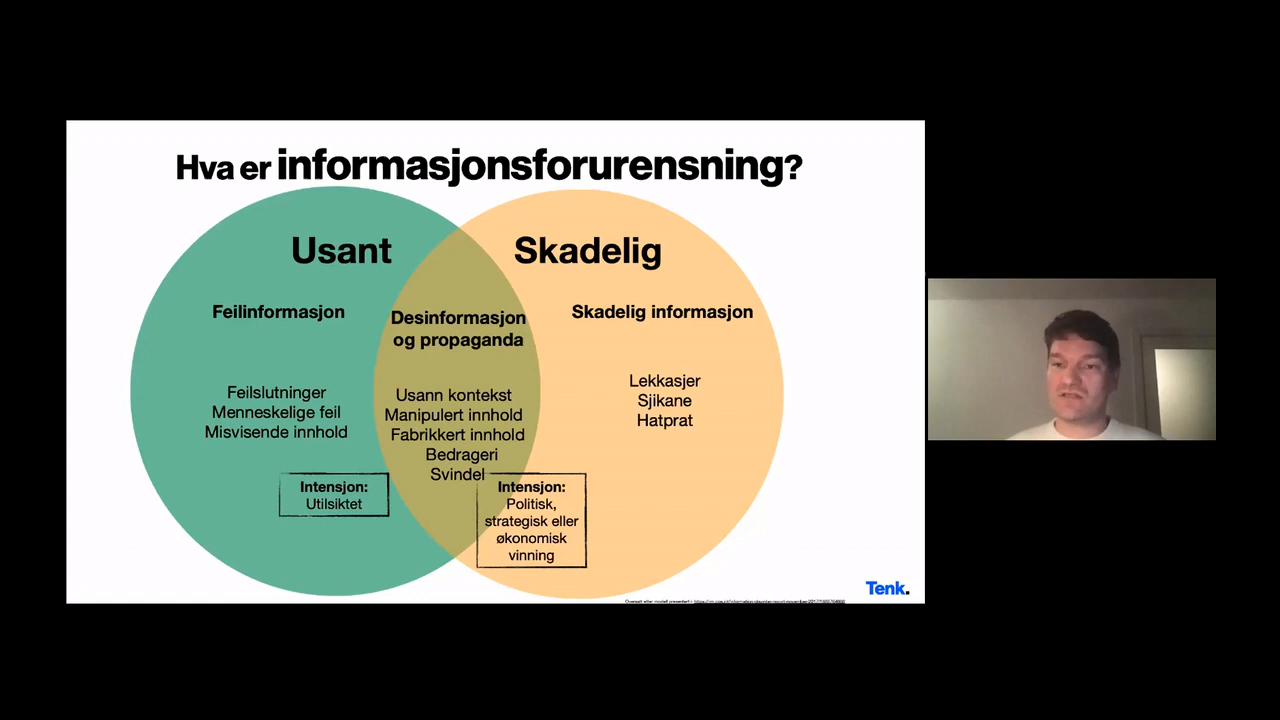 Hva er informasjonsforurensning?
Usant
Skadelig
Feilinformasjon
Desinformasjon
og propaganda
Skadelig informasjon
Feilslutninger
Menneskelige feil
Misvisende innhold
Usann kontekst
Manipulert innhold
Fabrikkert innhold
Bedrageri
Svindel
Lekkasjer
Sjikane
Hatprat
Intensjon:
Utilsiktet
Intensjon:
Politisk,
strategisk eller
økonomisk
vinning
Tenk.